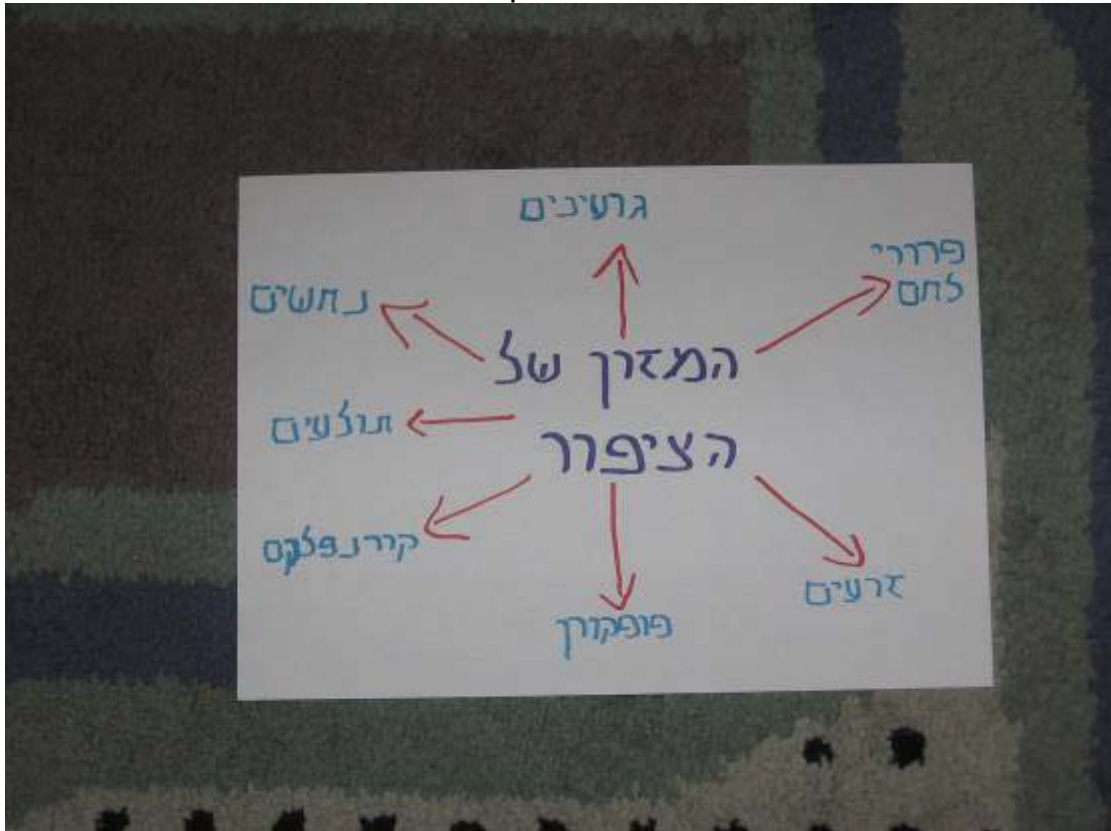 גרעינים
פרורי
לחם
נחשים
המזון של
הציפור
תולעים
קורנפלקס
זרעים
פופקורן